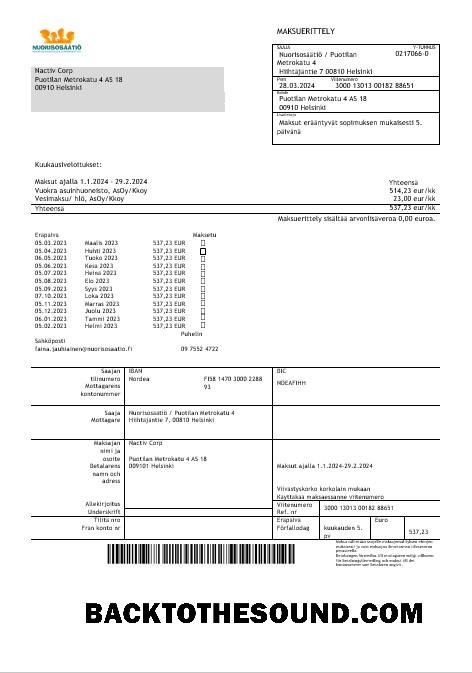 MAKSUERITTELY
NUORISOSÄÄTIÖ
SAAJA Y-TUNNUS
Nuorisosäätiö / Puotilan 0217066-0
Metrokatu 4
Hiihtäjäntie 7 00810 Helsinki
Pvm Viitenumero
28.03.2024 3000 13013 00182 88651
Puotilan Metrokatu 4
00910 Helsinki
Lisätietoja
Maksut erääntyvät sopimuksen mukaisesti 5.
päivänä
Nactiv Corp
Puotilan Metrokatu 4 AS 18
00910 Helsinki
Kuukausiveloitukset:
Maksut ajalla 1.1.2024 - 29.2.2024 Yhteensä
Vuokra asuinhuoneisto, AsOy/Kkoy 514,23 eur/kk
Vesimaksu/ hlö, AsOy/Kkoy 23,00 eur/kk
Yhteensä 537,23 eur/kk
Maksuerittely sisältää arvonlisäveroa 0,00 euroa.
Eräpäivä Maksetu
05.03.2023 Maalis 2023 537,23 EUR
05.04.2023 Huhti 2023 537,23 EUR
06.05.2023 Tuoko 2023 537,23 EUR
05.06.2023 Kesä 2023 537,23 EUR
05.07.2023 Heinä 2023 537,23 EUR
05.08.2023 Elo 2023 537,23 EUR
05.09.2023 Syys 2023 537,23 EUR
07.10.2023 Loka 2023 537,23 EUR
05.11.2023 Marras 2023 537,23 EUR
05.12.2023 Joulu 2023 537,23 EUR
06.01.2023 Tammi 2023 537,23 EUR
05.02.2023 Helmi 2023 537,23 EUR
Puhelin
Sähköposti
faina.jauhiainen@nuorisosaatio.fi 09 7552 4722
Saajan IBAN BIC
tilinumero Nordea FI58 1470 3000 2288
Mottagarens 93 NDEAFIHH
kontonummer
Saaja Nuorisosäätiö / Puotilan Metrokatu 4
Mottagare Hiihtäjäntie 7, 00810 Helsinki
Maksajan Nactiv Corp
nimi ja
osoite Puotilan Metrokatu 4 AS 18
Betalarens 009101 Helsinki Maksut ajalla 1.1.2024-29.2.2024
namn och
adress
Viivästyskorko korkolain mukaan
Käyttäkää maksaessanne viitenumero
Allekirjoitus Viitenumero 3000 13013 00182 88651
Underskrift Ref. nr
Tililtä nro Eräpäivä Euro
Från konto nr Förfallodag kuukauden 5. 537,23
pv
BACKTOTHESOUND.COM